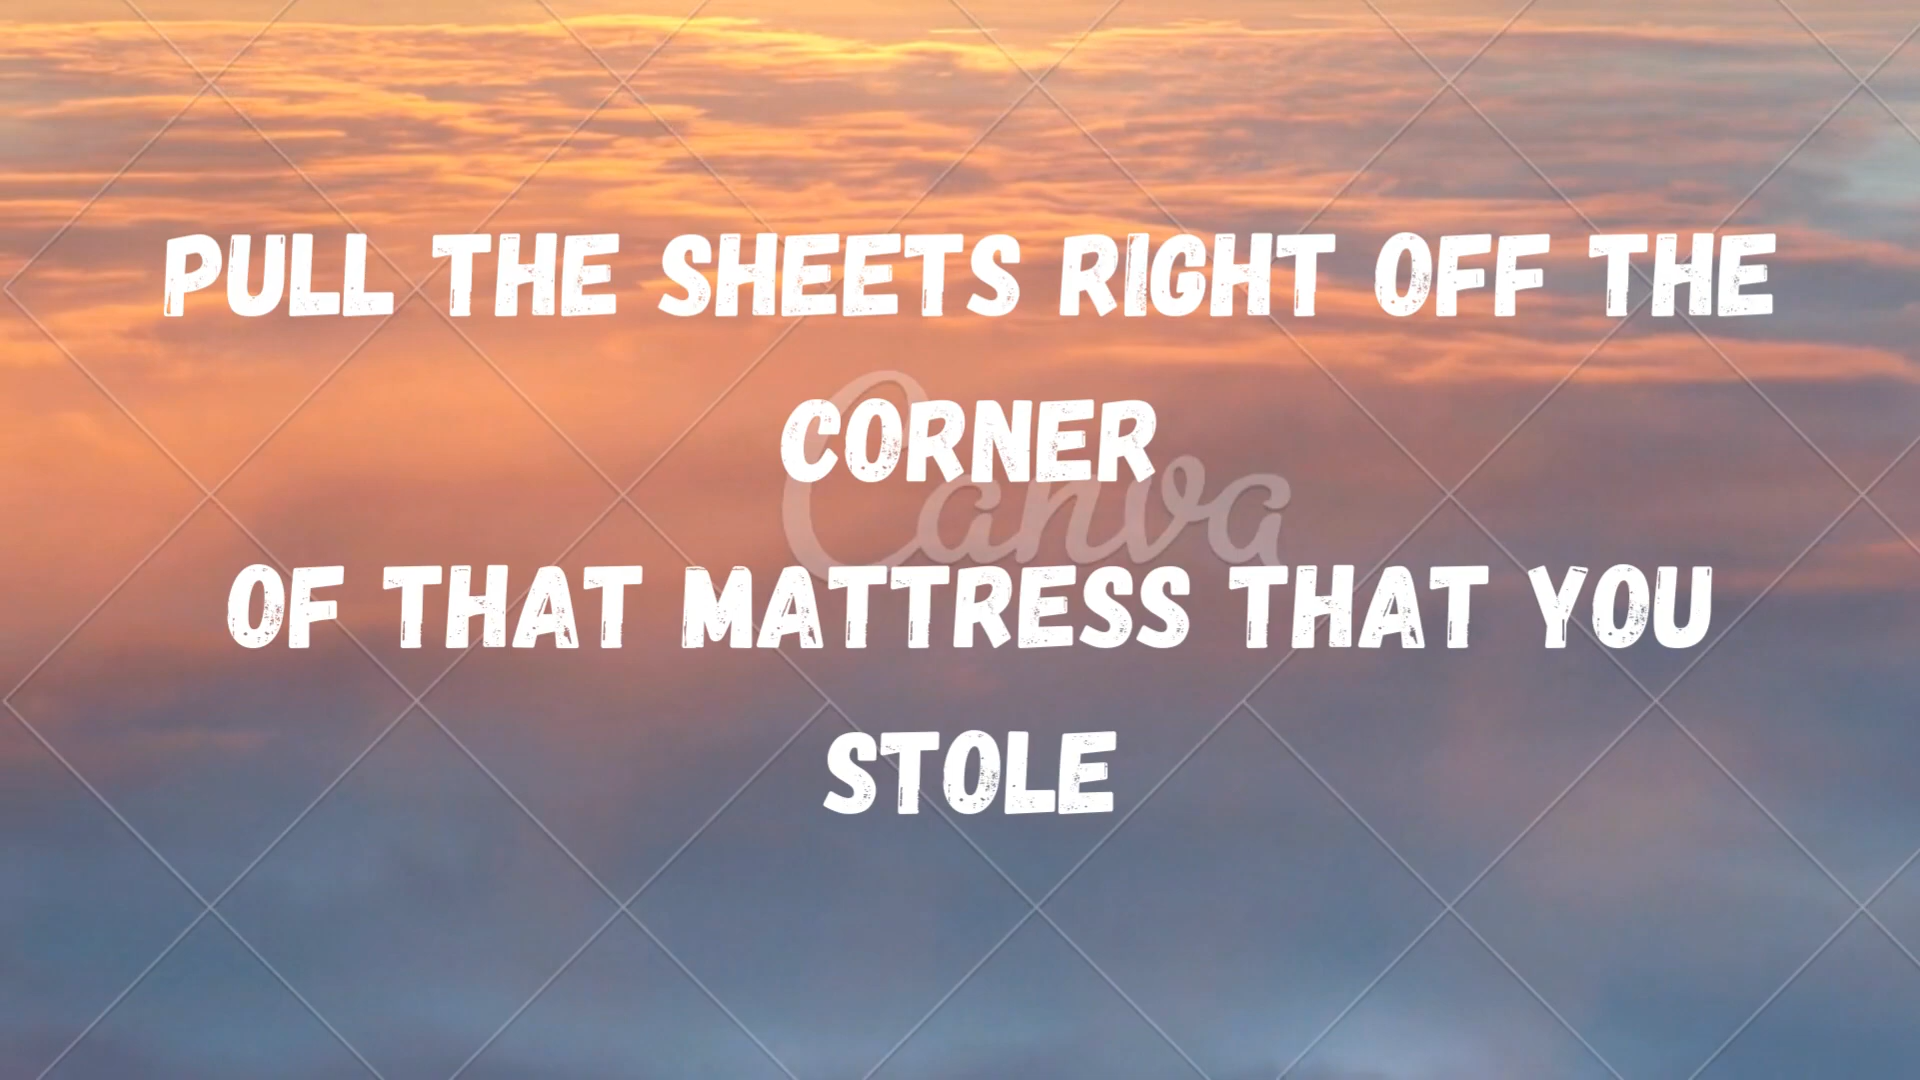 PULL THE SHEETS RIGHT OFF THE
CORNER
Canva
OF THAT MATTRESS THAT YOU
STOLE